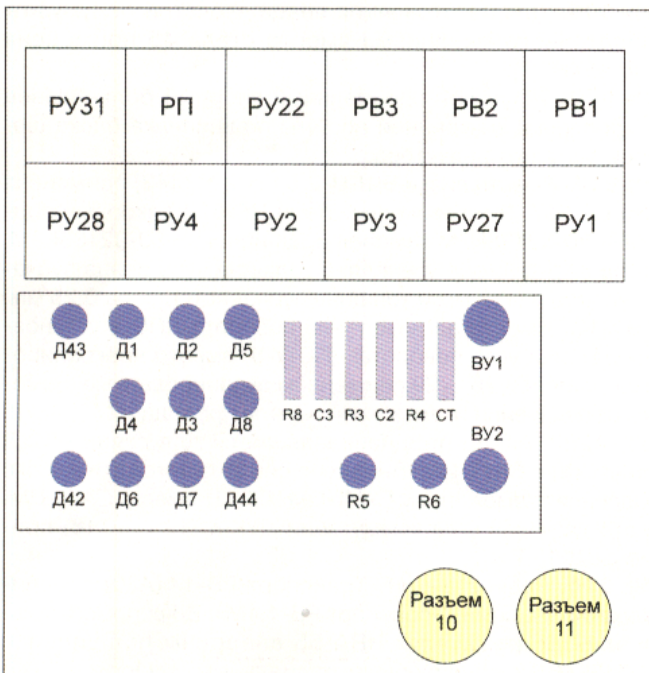 РУ31 РП РУ22 РВ3 РВ2 РВ1
РУ28 РУ4 РУ2 РУ3 РУ27 РУ1
Д43 Д1 Д2 Д5
ВУ1
Д4 Д3 Д8
R8 C3 R3 C2 R4 СТ
ВУ2
Д42 Д6 Д7 Д44
R5 R6
Разъем
10
Разъем
11